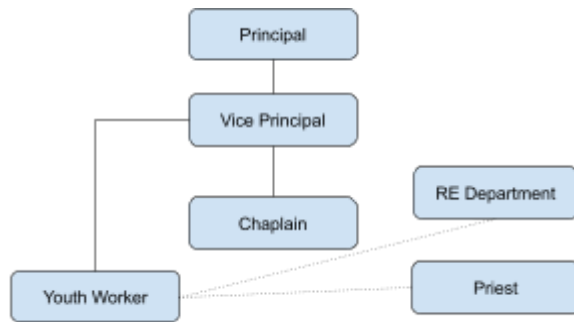 Principal
Vice Principal
RE Department
Chaplain
Youth Worker
Priest